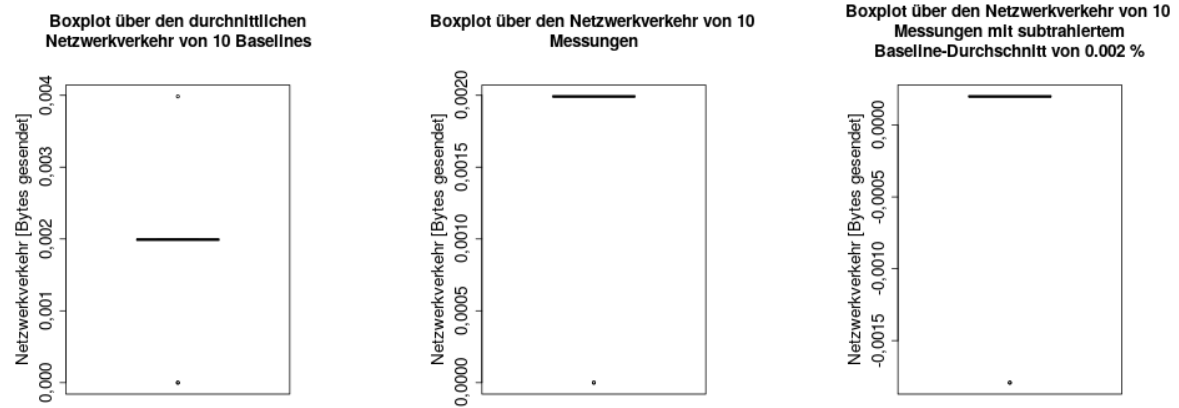 Boxplot über den durchnittlichen
Netzwerkverkehr von 10 Baselines
Netzwerkverkehr [Bytes gesendet]
0,004
0,003
0,002
0,001
0,000
Boxplot über den Netzwerkverkehr von 10
Messungen
Netzwerkverkehr [Bytes gesendet]
0,0020
0,0015
0,0010
0,0005
0,0000
Boxplot über den Netzwerkverkehr von 10
Messungen mit subtrahiertem
Baseline-Durchschnitt von 0.002 %
Netzwerkverkehr [Bytes gesendet]
0,0000
-0,0005
-0,0010
-0,0015